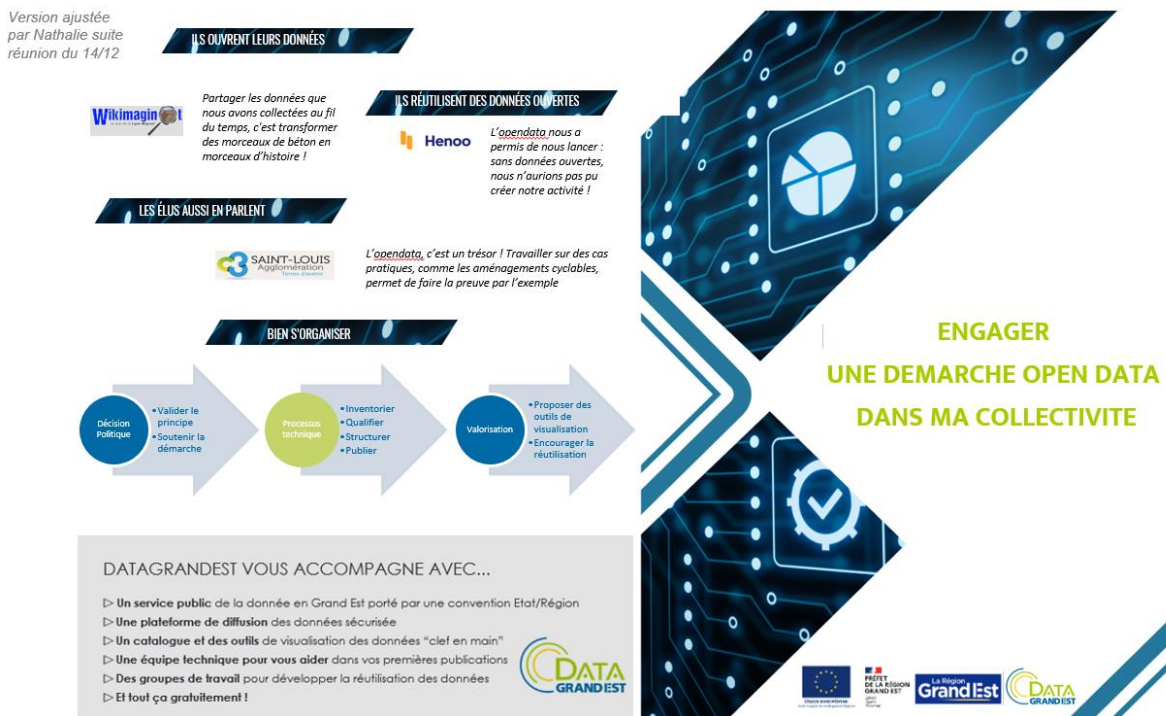 Version ajustée
par Nathalie suite
réunion du 14/12
ILS OUVRENT LEURS DONNÉES
Wikimagin t
Partager les données que
nous avons collectées au fil
du temps, c'est transformer
des morceaux de béton en
morceaux d'histoire !
ILS RÉUTILISENT DES DONNÉES OUVERTES
Henoo
L'opendata nous a
permis de nous lancer :
sans données ouvertes,
nous n'aurions pas pu
créer notre activité !
LES ÉLUS AUSSI EN PARLENT
SAINT-LOUIS
Agglomération
Terres d'avenir
L'opendata, c'est un trésor ! Travailler sur des cas
pratiques, comme les aménagements cyclables,
permet de faire la preuve par l'exemple
BIEN S'ORGANISER
Décision
Politique
• Valider le
principe
• Soutenir la
démarche
Processus
technique
• Inventorier
• Qualifier
• Structurer
• Publier
Valorisation
• Proposer des
outils de
visualisation
• Encourager la
réutilisation
DATAGRANDEST VOUS ACCOMPAGNE AVEC...
▷ Un service public de la donnée en Grand Est porté par une convention Etat/Région
▷ Une plateforme de diffusion des données sécurisée
▷ Un catalogue et des outils de visualisation des données “clef en main”
▷ Une équipe technique pour vous aider dans vos premières publications
▷ Des groupes de travail pour développer la réutilisation des données
▷ Et tout ça gratuitement !
DATA
GRANDEST
ENGAGER
UNE DEMARCHE OPEN DATA
DANS MA COLLECTIVITE
PRÉFET
DE LA RÉGION
GRAND EST
La Région
GrandEst
DATA
GRANDEST